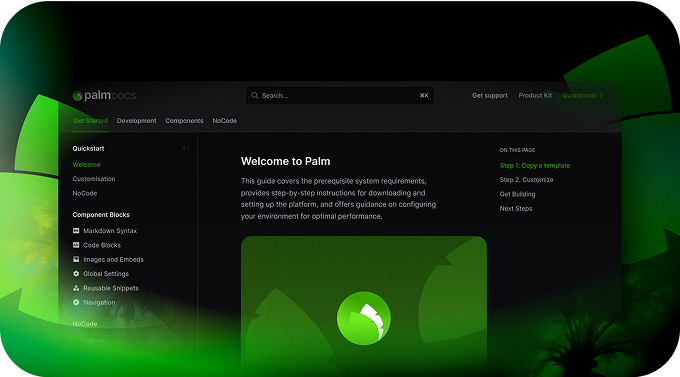 palmDOCS
Search...
⌘K
Get support
Product Kit
Dashboard
Get Started
Development
Components
NoCode
Quickstart
Welcome
Customisation
NoCode
Component Blocks
Markdown Syntax
Code Blocks
Images and Embeds
Global Settings
Reusable Snippets
Navigation
NoCode
Welcome to Palm
This guide covers the prerequisite system requirements,
provides step-by-step instructions for downloading and
setting up the platform, and offers guidance on configuring
your environment for optimal performance.
ON THIS PAGE
Step 1: Copy a template
Step 2. Customize
Get Building
Next Steps